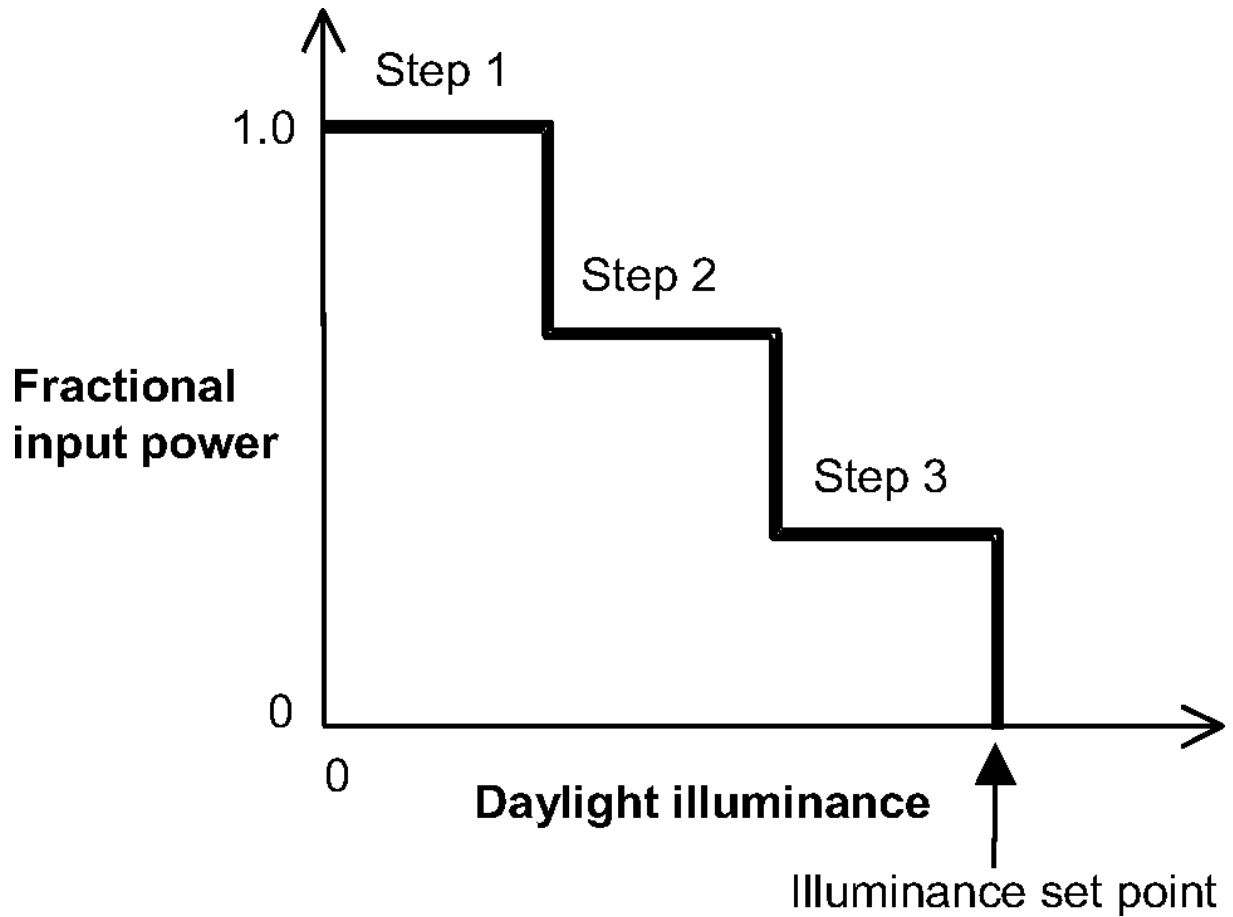 Step 1
1.0
Step 2
Fractional
input power
Step 3
0
0
Daylight illuminance
Illuminance set point